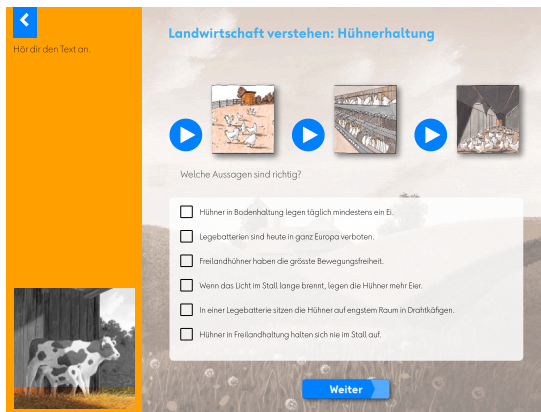 Hör dir den Text an.
Landwirtschaft verstehen: Hühnerhaltung
Welche Aussagen sind richtig?
Hühner in Bodenhaltung legen täglich mindestens ein Ei.
Legebatterien sind heute in ganz Europa verboten.
Freilandhühner haben die grösste Bewegungsfreiheit.
Wenn das Licht im Stall lange brennt, legen die Hühner mehr Eier.
In einer Legebatterie sitzen die Hühner auf engstem Raum in Drahtkäfigen.
Hühner in Freilandhaltung halten sich nie im Stall auf.
Weiter